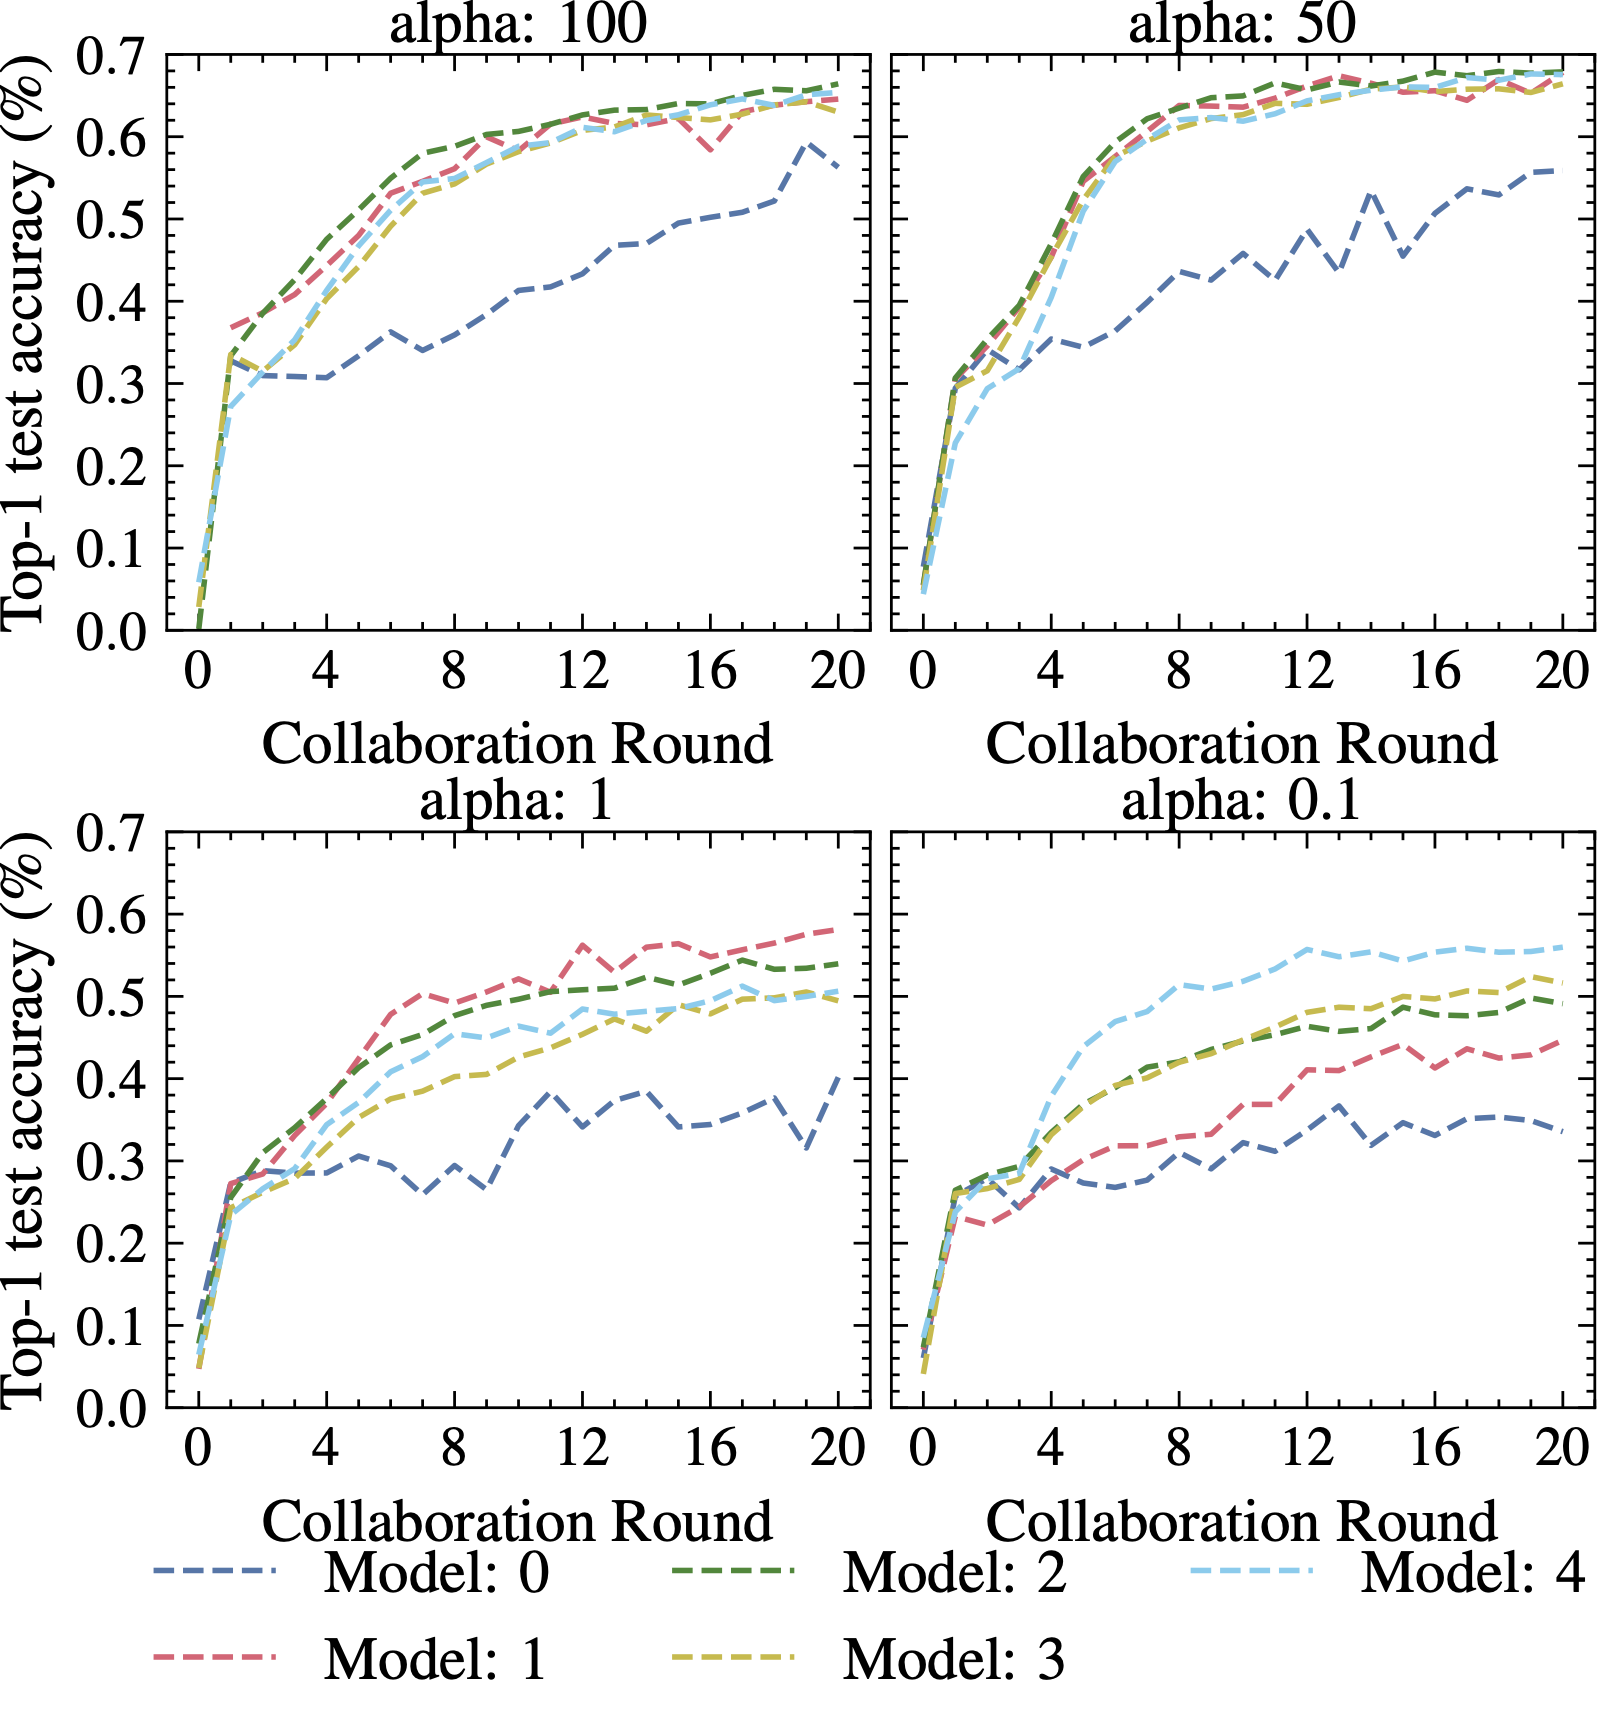 alpha: 100
alpha: 50
Top-1 test accuracy (%)
0.7
0.6
0.5
0.4
0.3
0.2
0.1
0.0
0 4 8 12 16 20
0 4 8 12 16 20
Collaboration Round
Collaboration Round
alpha: 1
alpha: 0.1
Top-1 test accuracy (%)
0.7
0.6
0.5
0.4
0.3
0.2
0.1
0.0
0 4 8 12 16 20
0 4 8 12 16 20
Collaboration Round
Collaboration Round
Model: 0
Model: 2
Model: 4
Model: 1
Model: 3